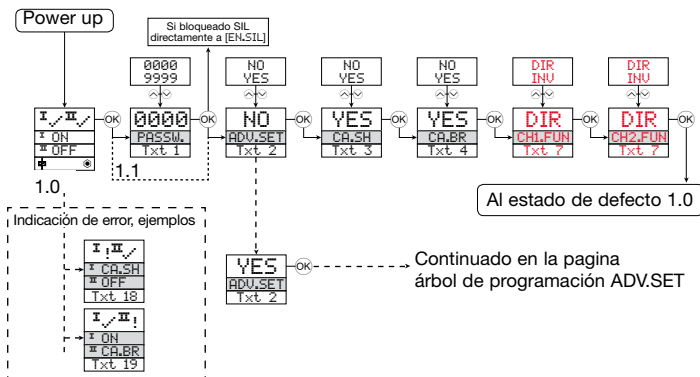 Power up
Si bloqueado SIL
directamente a [EN.SIL]
0000
9999
NO
YES
NO
YES
NO
YES
DIR
INV
DIR
INV
I / II /
I ON
II OFF
OK
0000
PASSW.
Txt 1
OK
NO
ADV.SET
Txt 2
OK
YES
CA.SH
Txt 3
OK
YES
CA.BR
Txt 4
OK
DIR
CH1.FUN
Txt 7
OK
DIR
CH2.FUN
Txt 7
OK
1.0
1.1
Al estado de defecto 1.0
Indicación de error, ejemplos
I ! II /
I CA.SH
II OFF
Txt 18
I / II !
I ON
II CA.BR
Txt 19
YES
ADV.SET
Txt 2
OK
Continuado en la pagina
árbol de programación ADV.SET